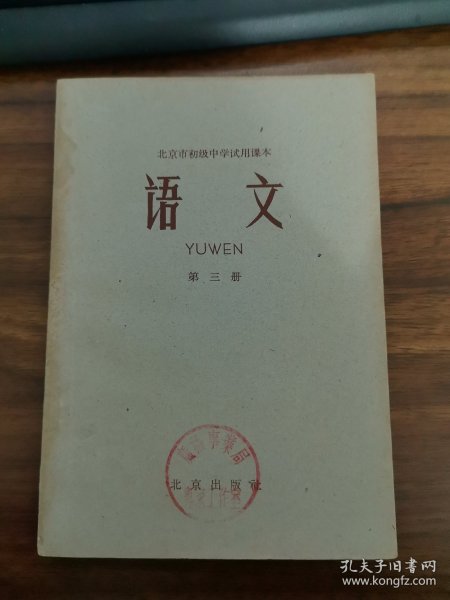 北京市初级中学试用课本
语文
YUWEN
第三册
北京出版社
孔夫子旧书网
www.kongfz.com